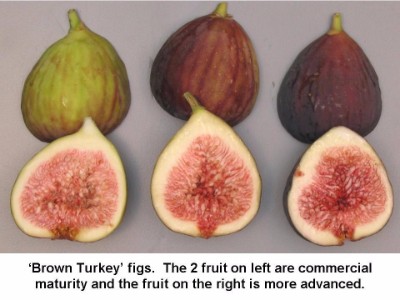 ‘Brown Turkey’ figs.  The 2 fruit on left are commercial
maturity and the fruit on the right is more advanced.